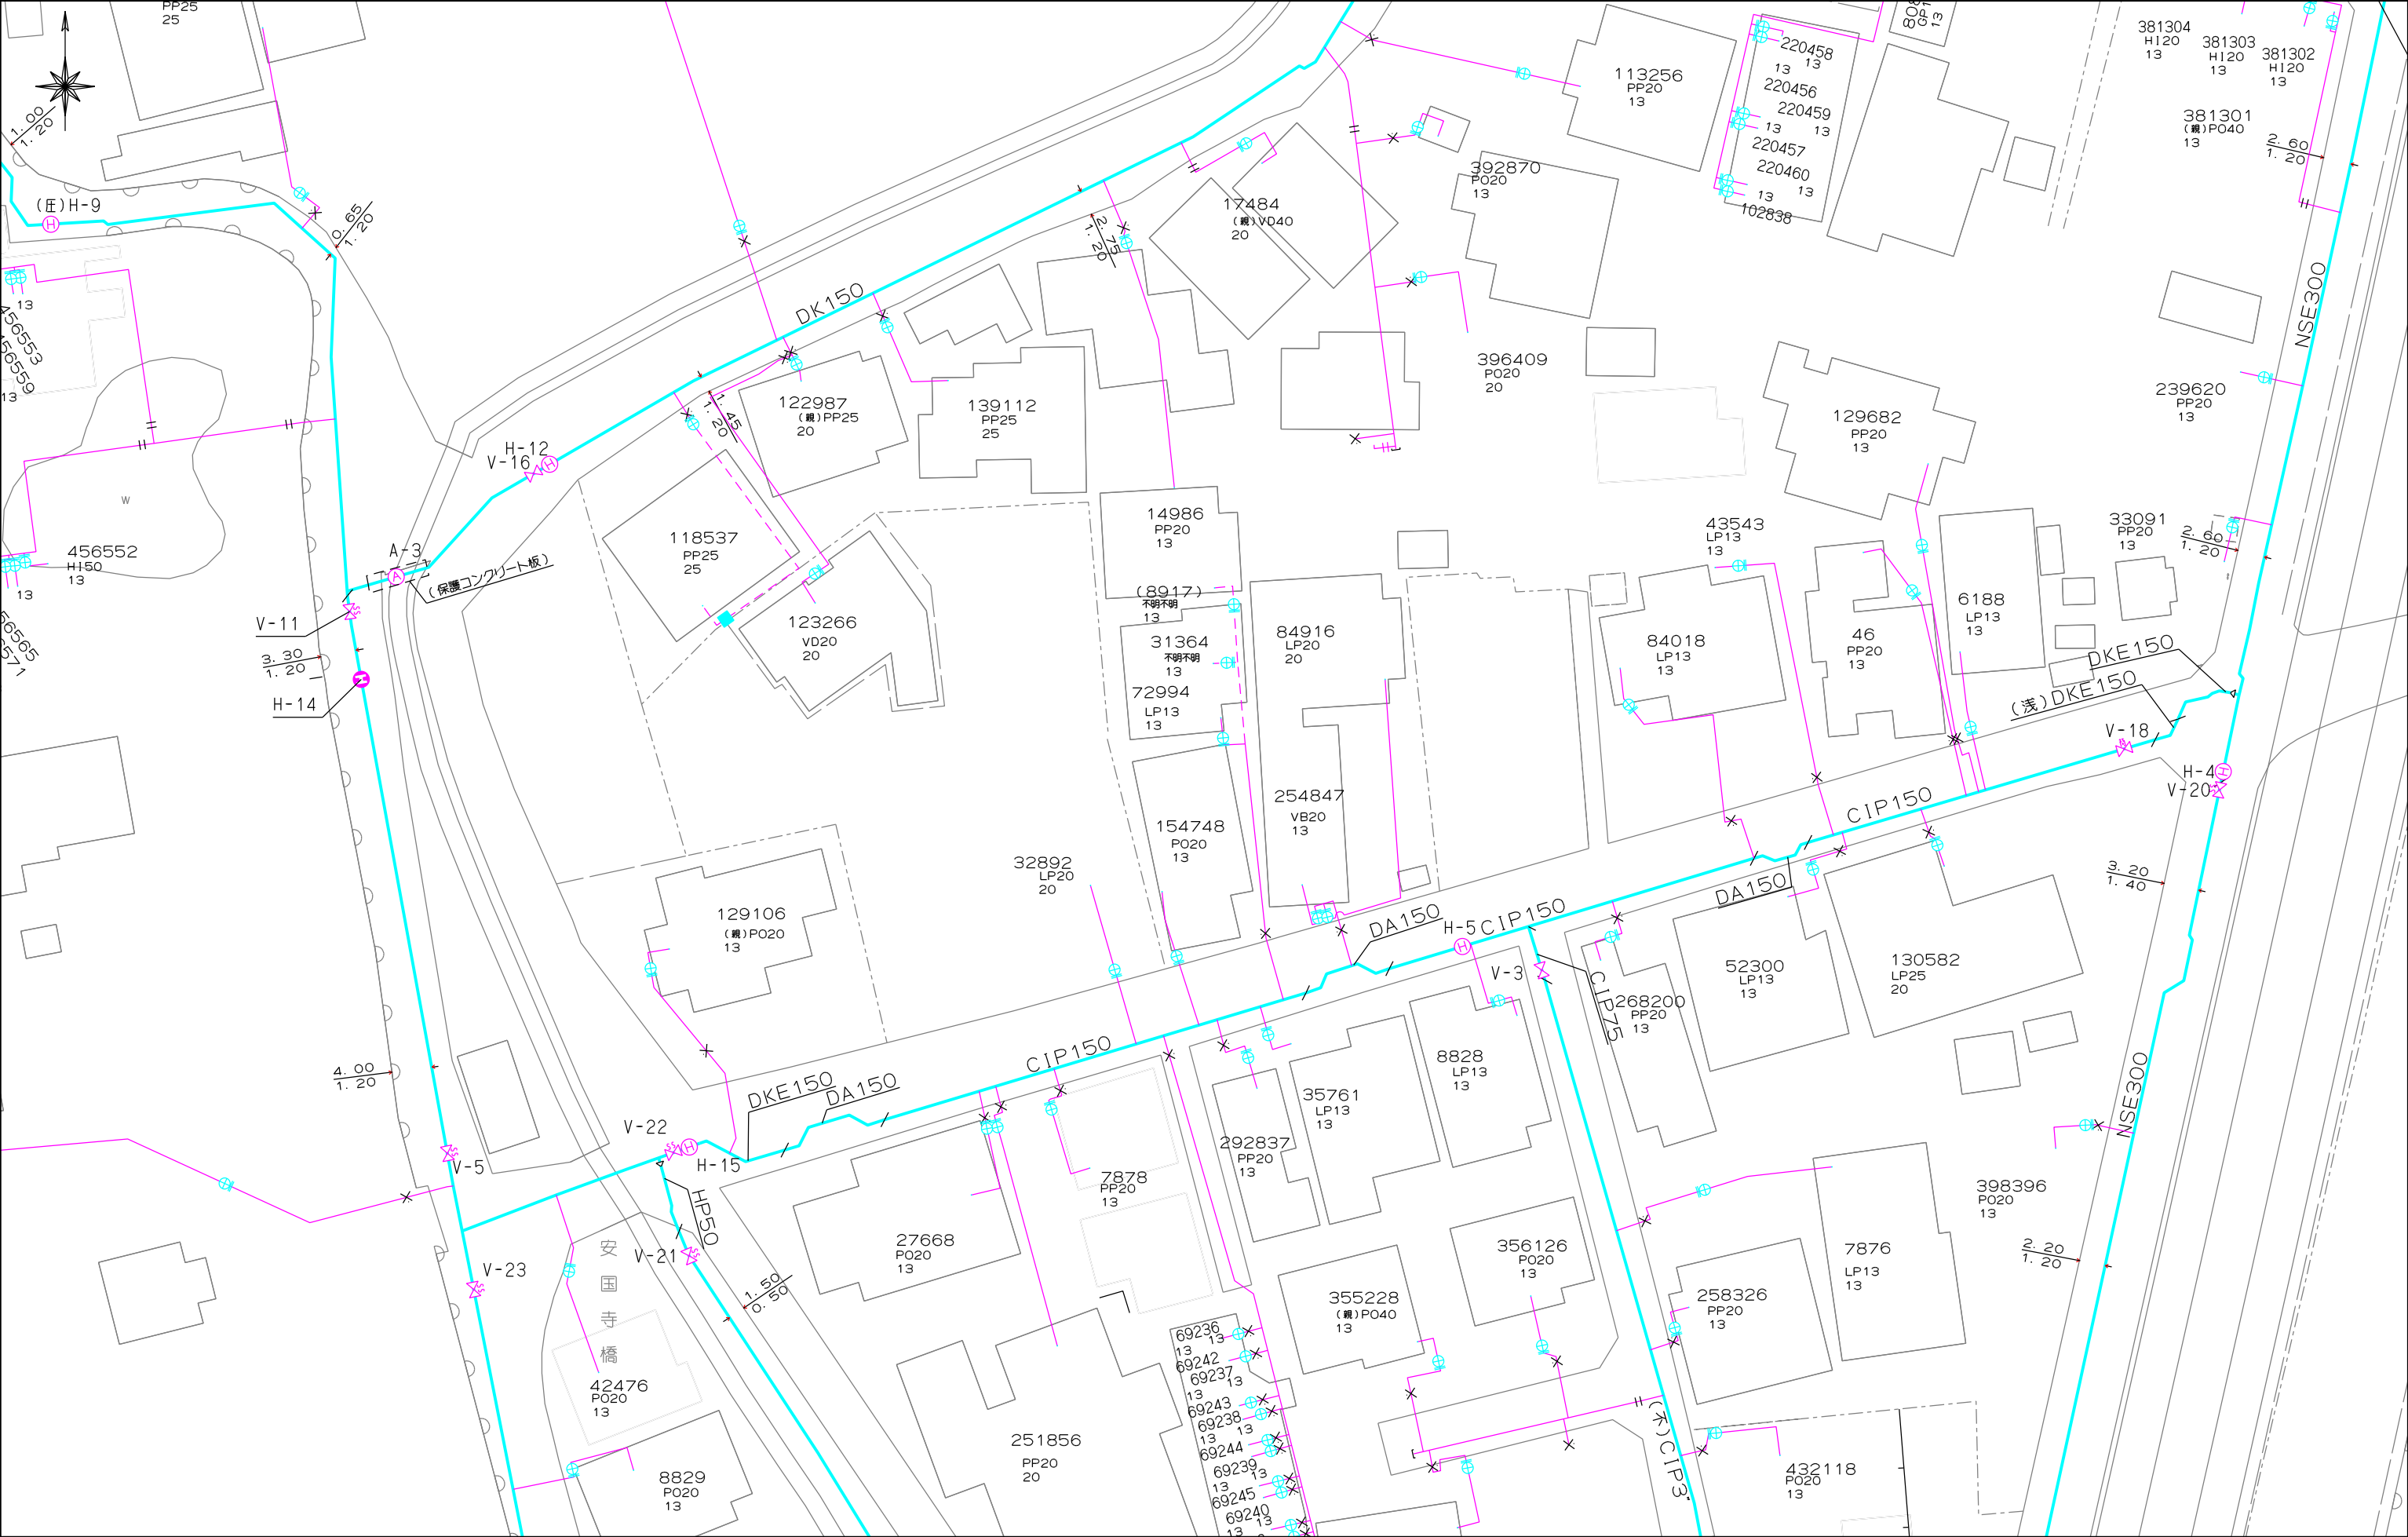 PP25
25
1.00
1.20
(圧)H-9
0.65
1.20
13
456553
13
456552
HI50
13
13
W
DK150
H-12
V-16
A-3
(保護コンクリート板)
V-11
3.30
1.20
H-14
122987
(親)PP25
20
1.45
1.20
139112
PP25
25
2.75
1.20
17484
(親)VD40
20
392870
PO20
13
396409
PO20
20
113256
PP20
13
13
220458
13
13
220456
220459
13
13
220457
220460
13
13
102838
381304
HI20
13
381303
HI20
13
381302
HI20
13
381301
(親)PO40
13
2.60
1.20
NSE300
239620
PP20
13
129682
PP20
13
33091
PP20
13
2.60
1.20
118537
PP25
25
123266
VD20
20
14986
PP20
13
(8917)
不明不明
13
31364
不明不明
13
72994
LP13
13
84916
LP20
20
43543
LP13
13
84018
LP13
13
46
PP20
13
6188
LP13
13
DKE150
(浅)DKE150
V-18
H-4
V-20
CIP150
3.20
1.40
254847
VB20
13
154748
PO20
13
32892
LP20
20
129106
(親)PO20
13
DA150
H-5
CIP150
DA150
V-3
CIP75
268200
PP20
13
52300
LP13
13
130582
LP25
20
4.00
1.20
CIP150
DKE150
DA150
V-22
H-15
V-5
HP50
V-21
V-23
安国寺橋
1.50
0.50
27668
PO20
13
7878
PP20
13
292837
PP20
13
35761
LP13
13
8828
LP13
13
356126
PO20
13
355228
(親)PO40
13
258326
PP20
13
7876
LP13
13
398396
PO20
13
NSE300
2.20
1.20
42476
PO20
13
8829
PO20
13
251856
PP20
20
69236
13
13
69242
69237
13
13
69243
69238
13
13
69244
69239
13
13
69245
69240
13
13
432118
PO20
13